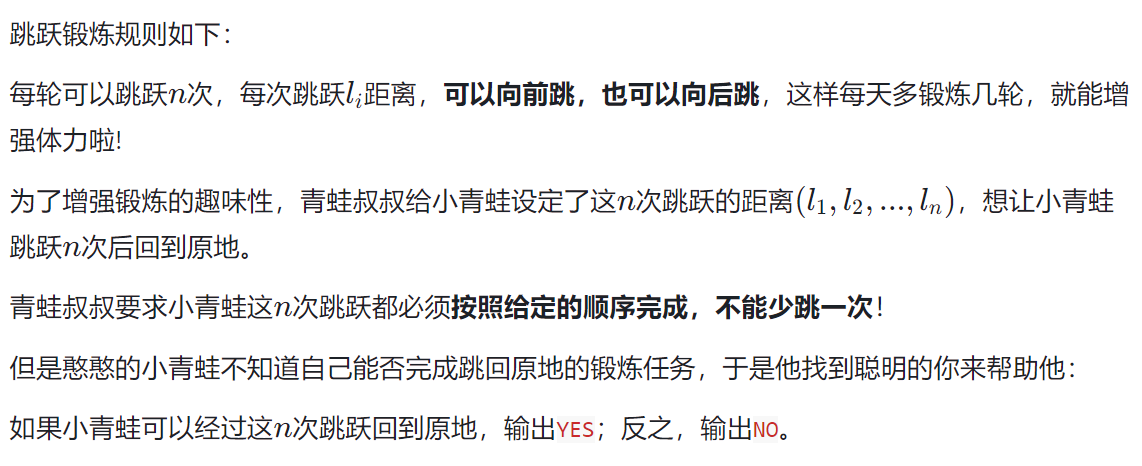 跳跃锻炼规则如下：
每轮可以跳跃n次，每次跳跃l_i距离，可以向前跳，也可以向后跳，这样每天多锻炼几轮，就能增
强体力啦!
为了增强锻炼的趣味性，青蛙叔叔给小青蛙设定了这n次跳跃的距离(l_1, l_2, ..., l_n)，想让小青蛙
跳跃n次后回到原地。
青蛙叔叔要求小青蛙这n次跳跃都必须按照给定的顺序完成，不能少跳一次！
但是憨憨的小青蛙不知道自己能否完成跳回原地的锻炼任务，于是他找到聪明的你来帮助他：
如果小青蛙可以经过这n次跳跃回到原地，输出YES；反之，输出NO。